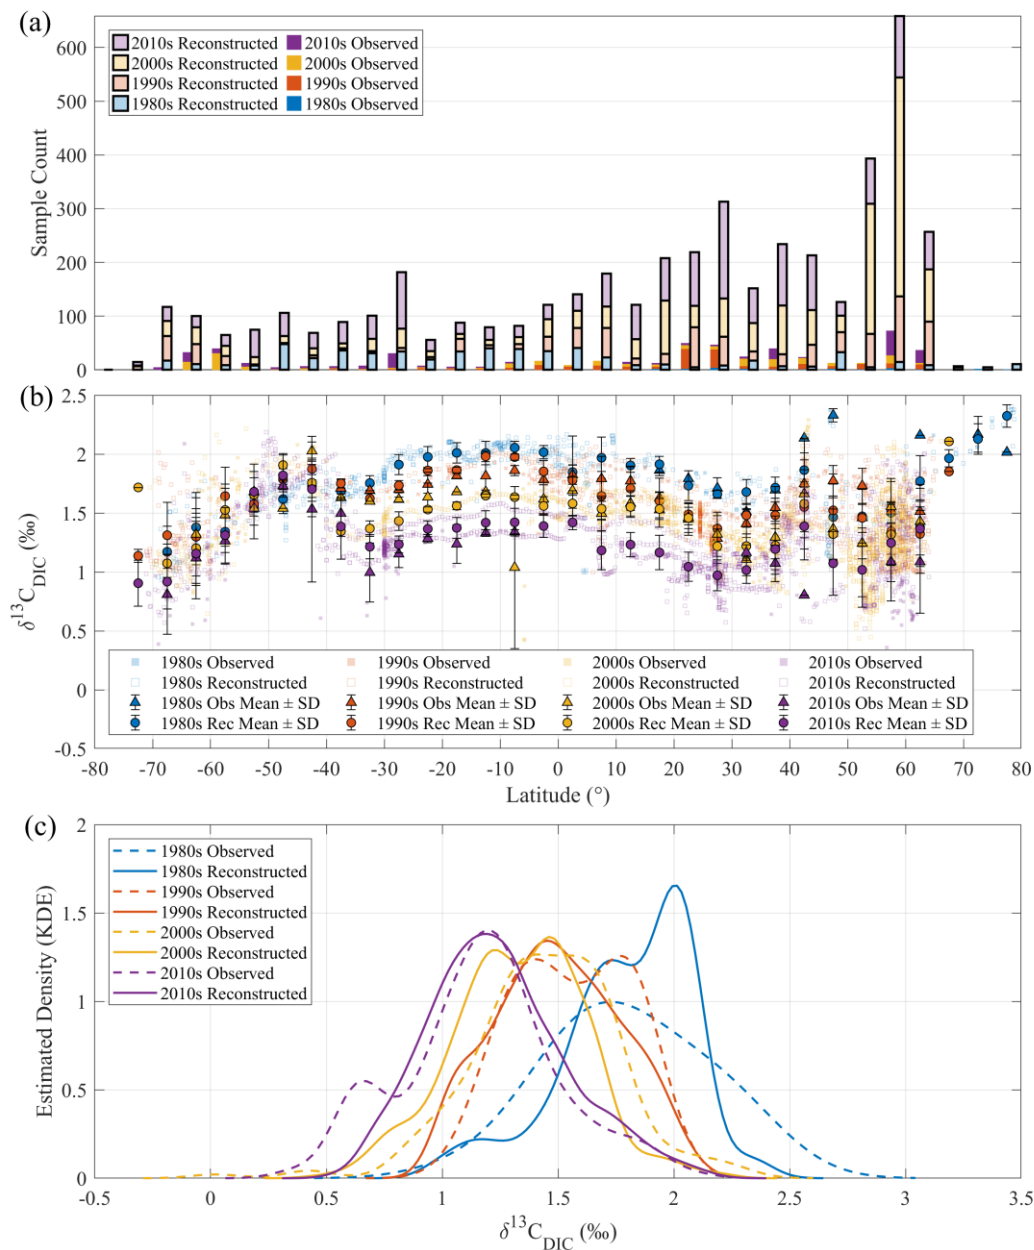 (a)
600
500
400
300
200
100
0
Sample Count
2010s Reconstructed 2010s Observed
2000s Reconstructed 2000s Observed
1990s Reconstructed 1990s Observed
1980s Reconstructed 1980s Observed
(b)
2.5
2
1.5
1
0.5
0
-0.5
δ¹³C_DIC (‰)
1980s Observed 1990s Observed 2000s Observed 2010s Observed
1980s Reconstructed 1990s Reconstructed 2000s Reconstructed 2010s Reconstructed
1980s Obs Mean ± SD 1990s Obs Mean ± SD 2000s Obs Mean ± SD 2010s Obs Mean ± SD
1980s Rec Mean ± SD 1990s Rec Mean ± SD 2000s Rec Mean ± SD 2010s Rec Mean ± SD
-80 -70 -60 -50 -40 -30 -20 -10 0 10 20 30 40 50 60 70 80
Latitude (°)
(c)
2
1.5
1
0.5
0
Estimated Density (KDE)
1980s Observed
1980s Reconstructed
1990s Observed
1990s Reconstructed
2000s Observed
2000s Reconstructed
2010s Observed
2010s Reconstructed
-0.5 0 0.5 1 1.5 2 2.5 3 3.5
δ¹³C_DIC (‰)